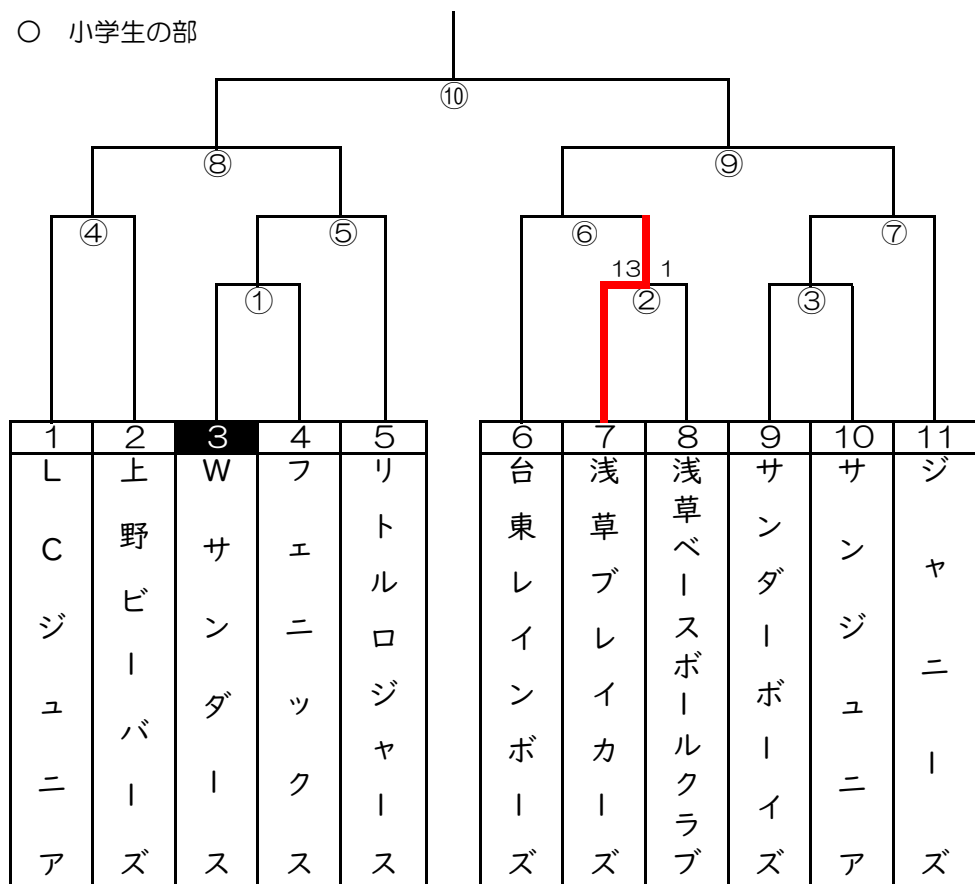 ○ 小学生の部
⑩
⑧
⑨
④
⑤
⑥
⑦
13 1
①
②
③
1 2 3 4 5 6 7 8 9 10 11
LCジュニア
上野ビーバーズ
Wサンダース
フェニックス
リトルロジャース
台東レインボーズ
浅草ブレイカーズ
浅草ベースボールクラブ
サンダーボーイズ
サンジュニア
ジャニーズ